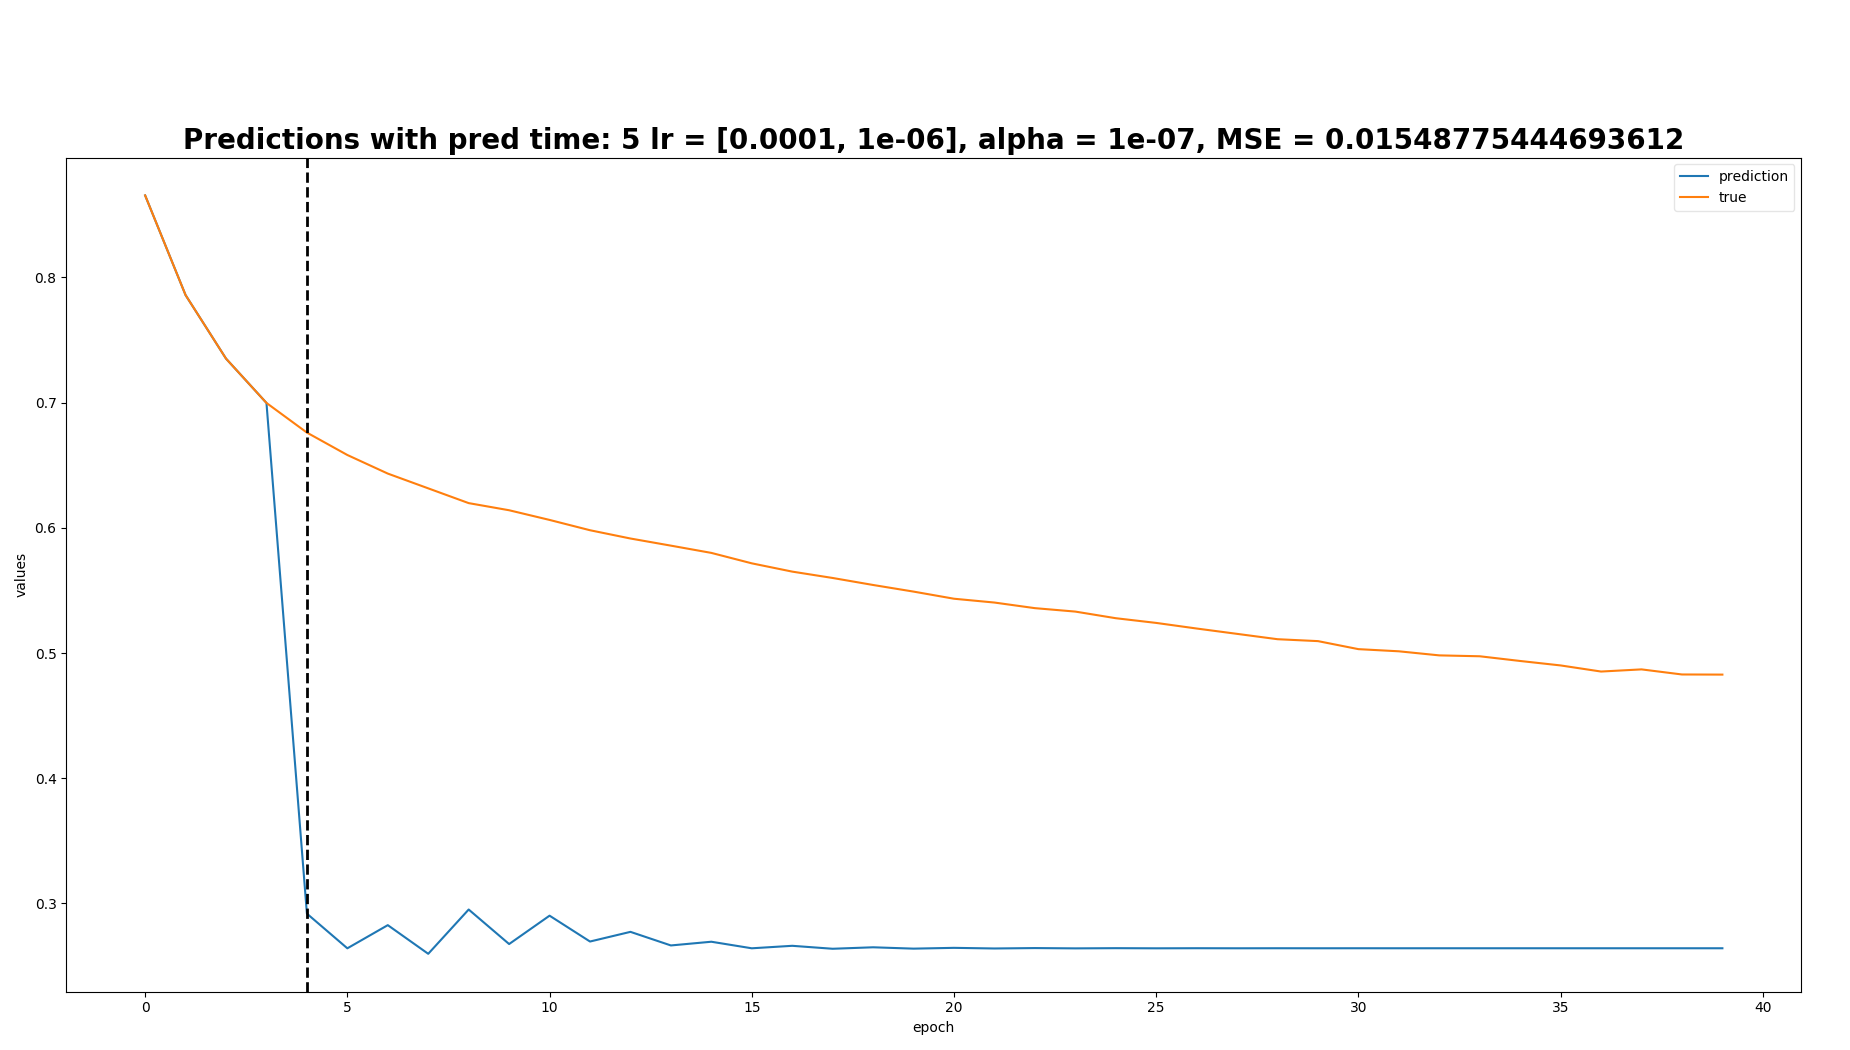 Predictions with pred time: 5 lr = [0.0001, 1e-06], alpha = 1e-07, MSE = 0.01548775444693612
prediction
true
0.8
0.7
0.6
0.5
0.4
0.3
values
0 5 10 15 20 25 30 35 40
epoch